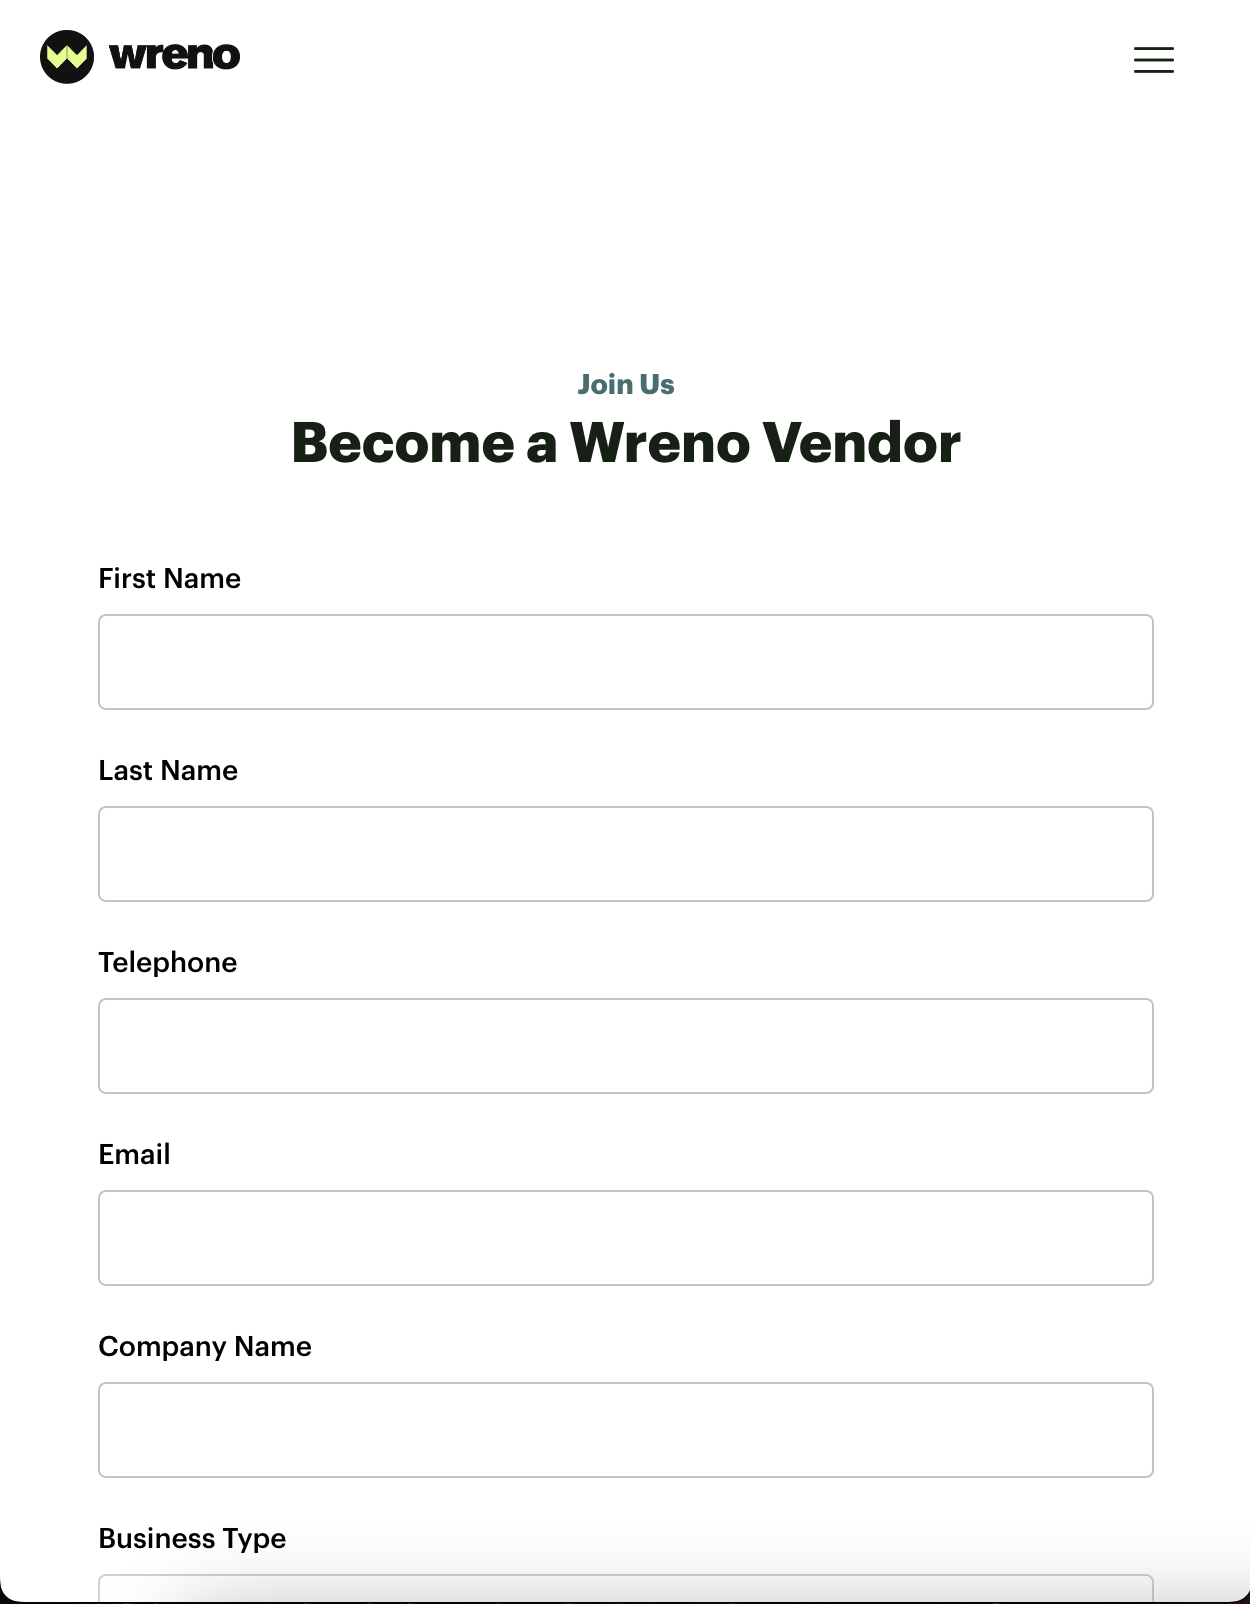 wreno
Join Us
Become a Wreno Vendor
First Name
Last Name
Telephone
Email
Company Name
Business Type